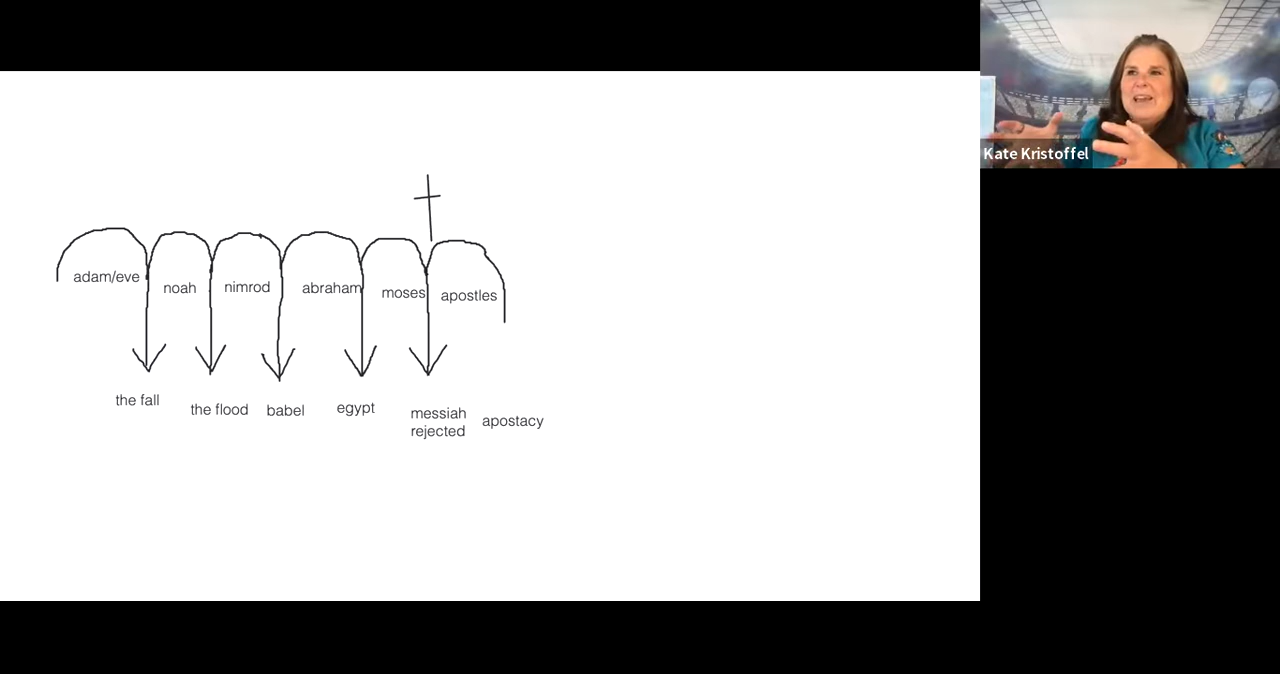 Kate Kristoffel
adam/eve
noah
nimrod
abraham
moses
apostles
the fall
the flood
babel
egypt
messiah
rejected
apostacy